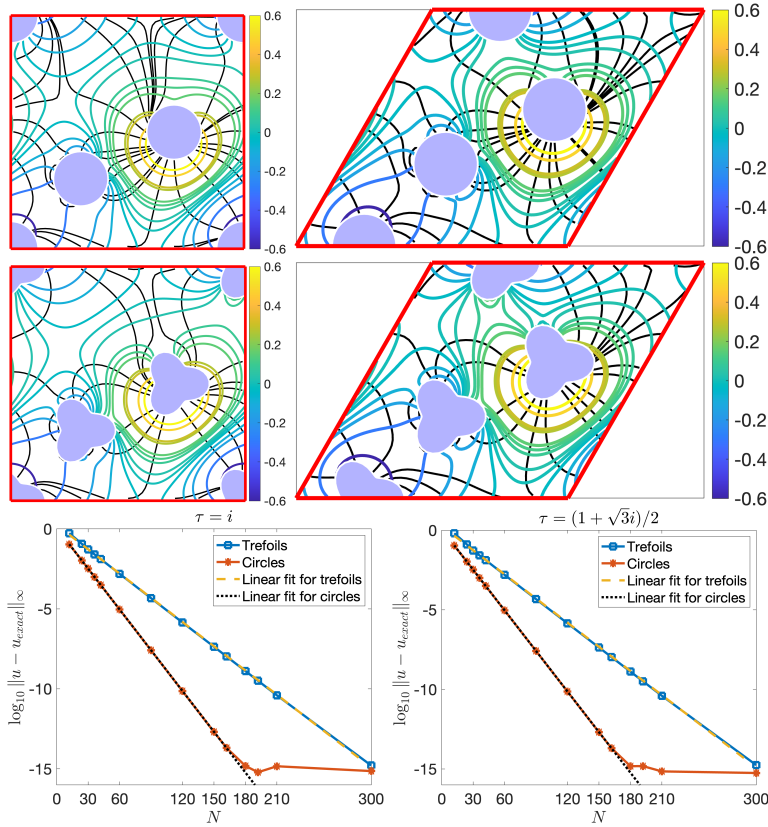 0.6
0.4
0.2
0
-0.2
-0.4
-0.6
0.6
0.4
0.2
0
-0.2
-0.4
-0.6
0.6
0.4
0.2
0
-0.2
-0.4
-0.6
0.6
0.4
0.2
0
-0.2
-0.4
-0.6
τ = i
0
-5
-10
-15
log₁₀ ‖u − u_exact‖_∞
Trefoils
Circles
Linear fit for trefoils
Linear fit for circles
0 30 60 90 120 150 180 210 300
N
τ = (1 + √3i)/2
0
-5
-10
-15
log₁₀ ‖u − u_exact‖_∞
Trefoils
Circles
Linear fit for trefoils
Linear fit for circles
0 30 60 90 120 150 180 210 300
N